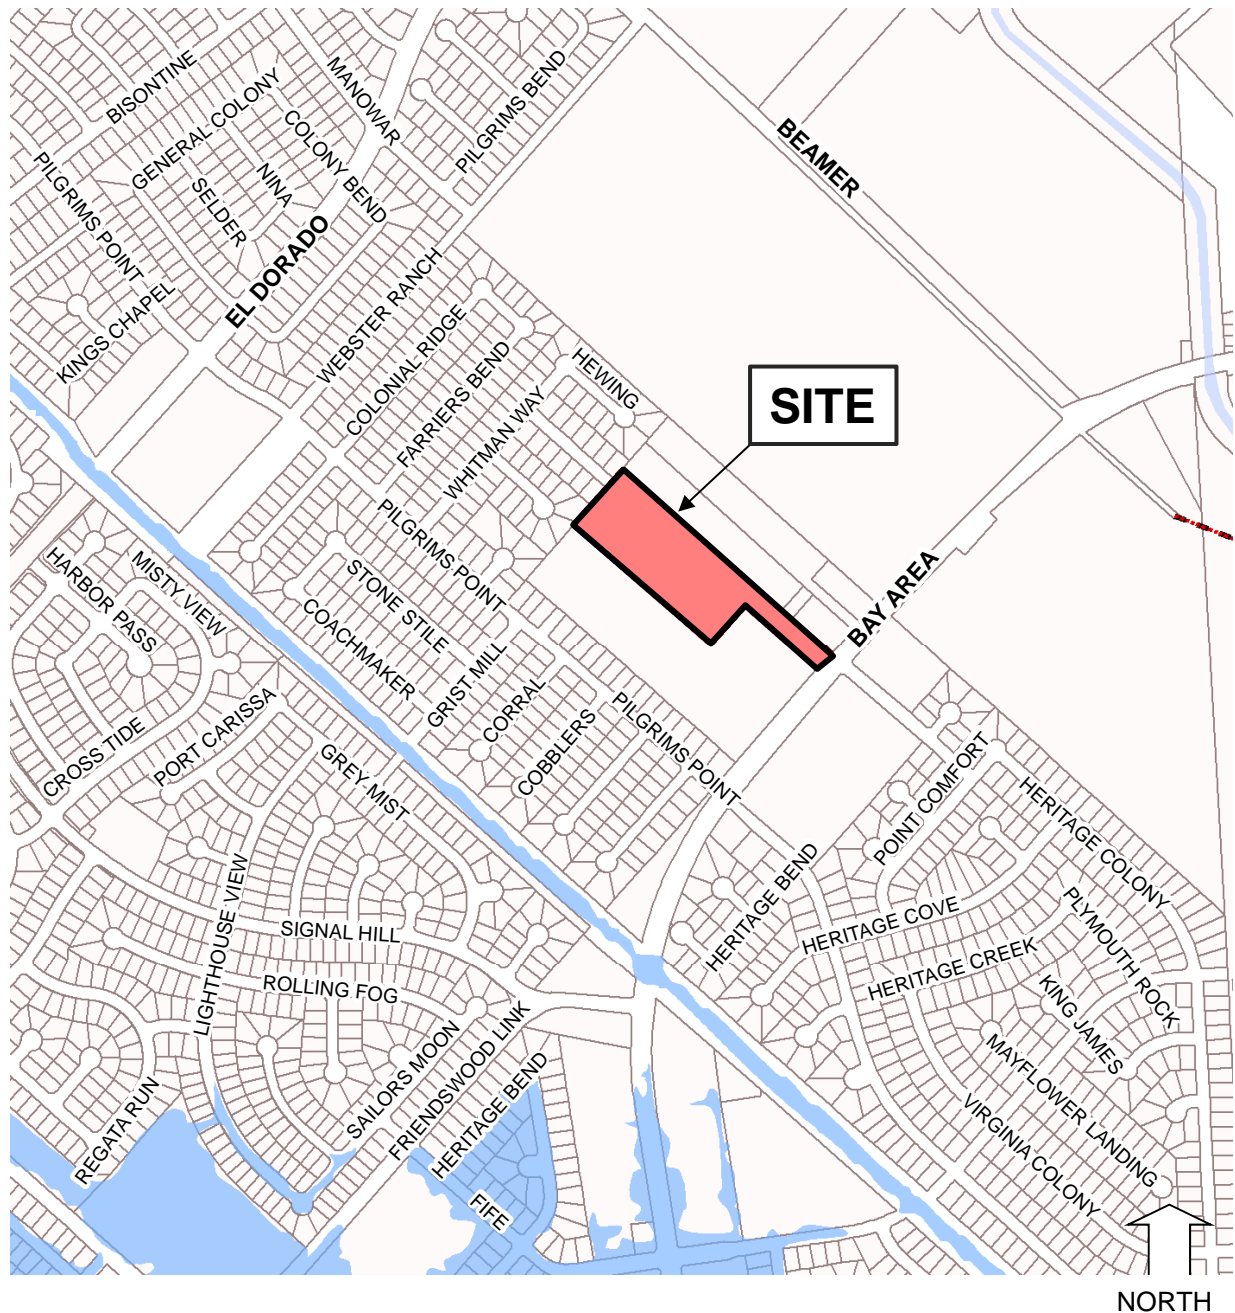 BISONTINE
MANOWAR
PILGRIMS BEND
GENERAL COLONY
COLONY BEND
BEAMER
PILGRIMS POINT
NINA
SELDER
EL DORADO
WEBSTER RANCH
KINGS CHAPEL
COLONIAL RIDGE
FARRIERS BEND
HEWING
WHITMAN WAY
SITE
PILGRIMS POINT
BAY AREA
MISTY VIEW
HARBOR PASS
STONE STILE
COACHMAKER
GRIST MILL
CORRAL
COBBLERS
PILGRIMS POINT
CROSS TIDE
PORT CARISSA
GREY MIST
POINT COMFORT
HERITAGE COLONY
LIGHTHOUSE VIEW
SIGNAL HILL
HERITAGE BEND
HERITAGE COVE
PLYMOUTH ROCK
HERITAGE CREEK
ROLLING FOG
KING JAMES
SAILORS MOON
FRIENDSWOOD LINK
HERITAGE BEND
MAYFLOWER LANDING
VIRGINIA COLONY
REGATA RUN
FIFE
NORTH